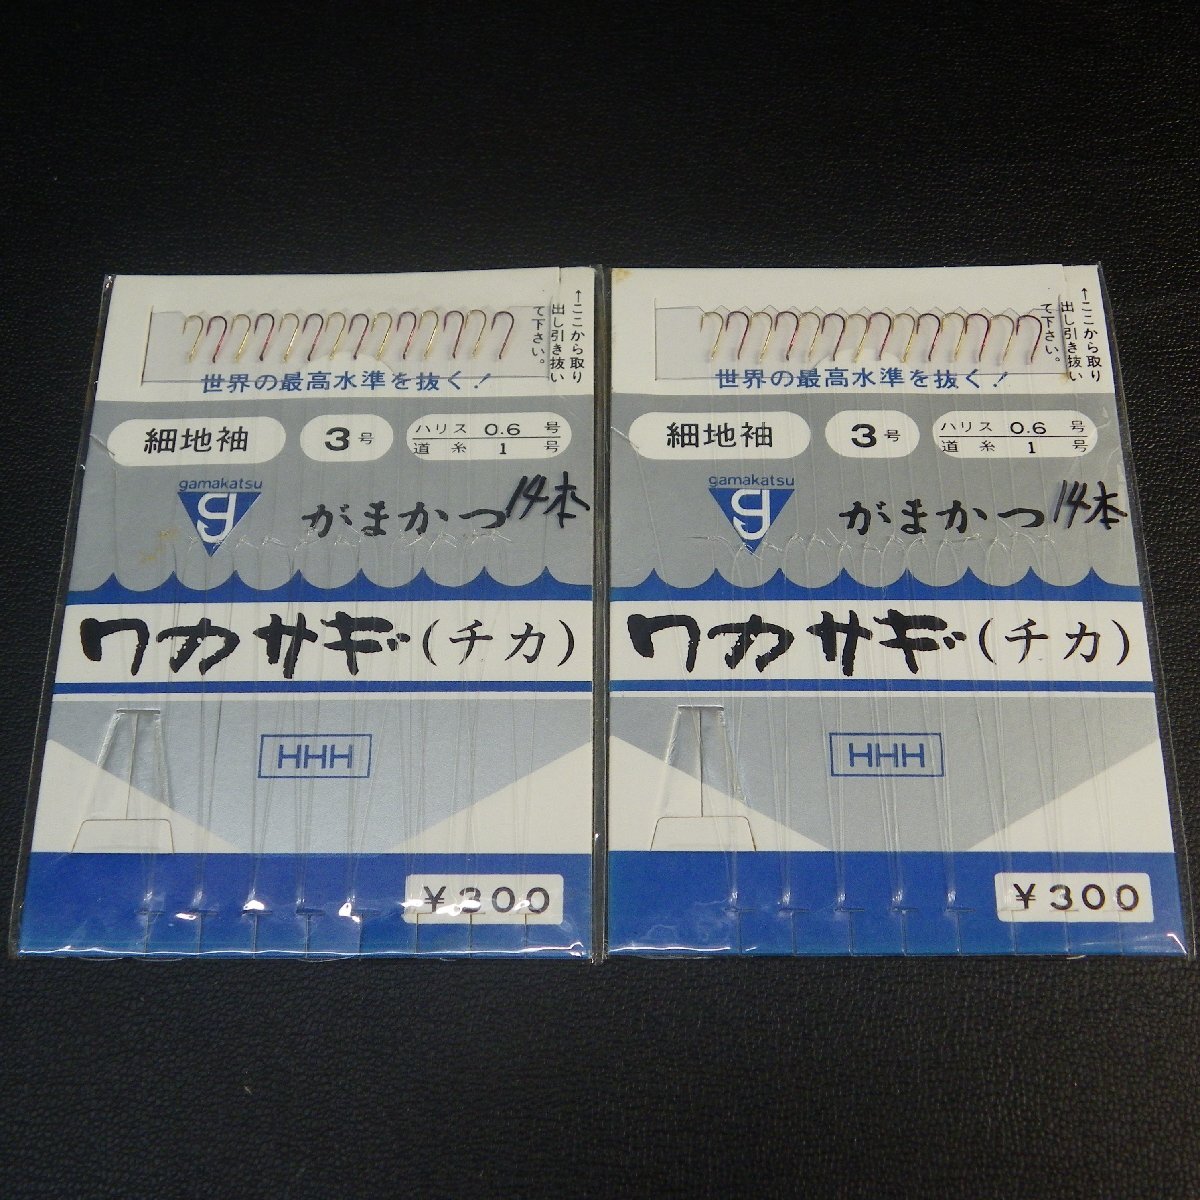 ↑ここから取り
出し引き抜い
て下さい。
世界の最高水準を抜く!
細地袖
3号
ハリス 0.6 号
道糸 1 号
gamakatsu
がまかつ
14本
ワカサギ(チカ)
HHH
¥300
↑ここから取り
出し引き抜い
て下さい。
世界の最高水準を抜く!
細地袖
3号
ハリス 0.6 号
道糸 1 号
gamakatsu
がまかつ
14本
ワカサギ(チカ)
HHH
¥300